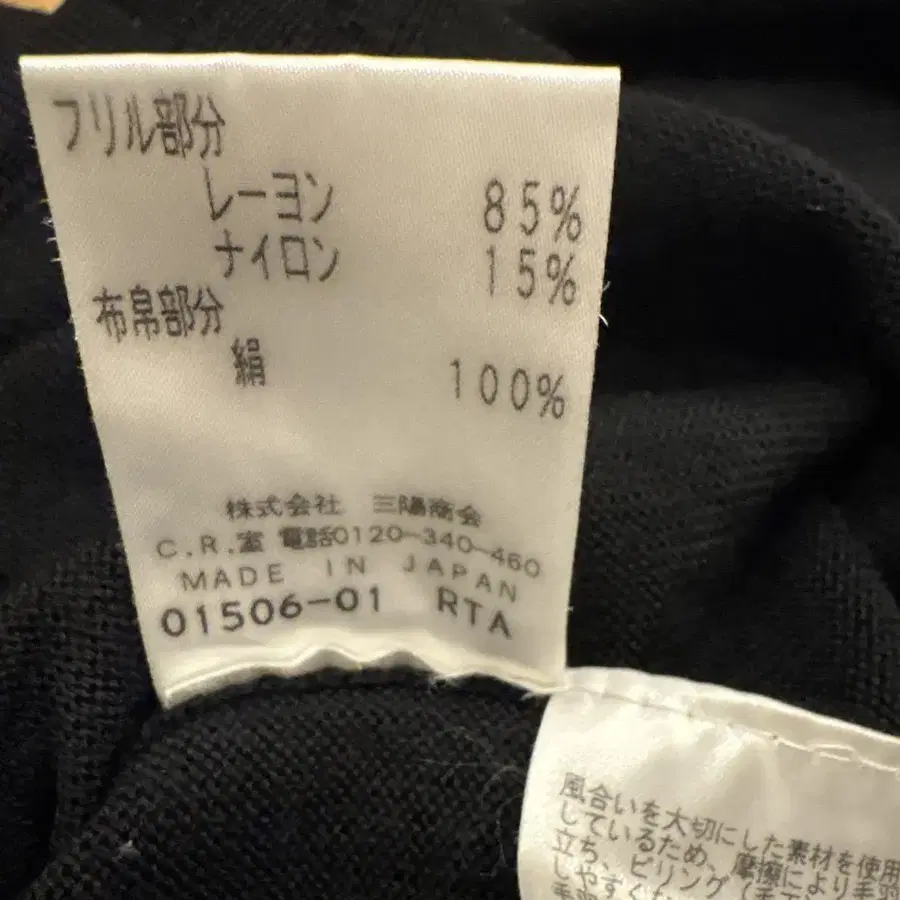 フリル部分
レーヨン 85%
ナイロン 15%
布帛部分
絹 100%
株式会社 三陽商会
C.R.室 電話0120-340-460
MADE IN JAPAN
01506-01 RTA
風合いを大切にした素材を使用
しているため、摩擦により毛羽
立ち、ピリング
しやすく